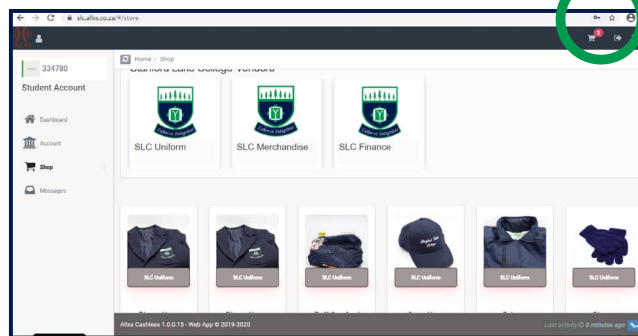 slc.allxs.co.za/#/store
1
334780
Home / Shop
Student Account
Stanford Lake College Vendors
Dashboard
Account
Shop
Messages
SLC Uniform
SLC Merchandise
SLC Finance
SLC Uniform
SLC Uniform
SLC Uniform
SLC Uniform
SLC Uniform
SLC Uniform
Allxs Cashless 1.0.0.15 - Web App © 2019-2020
Last activity 8 minutes ago